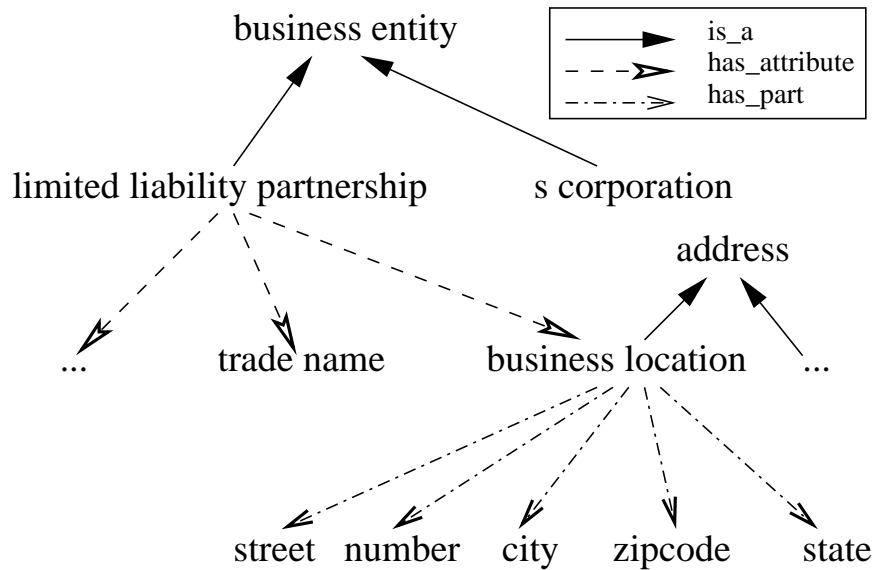 business entity
is_a
has_attribute
has_part
limited liability partnership
s corporation
address
...
trade name
business location
...
street
number
city
zipcode
state